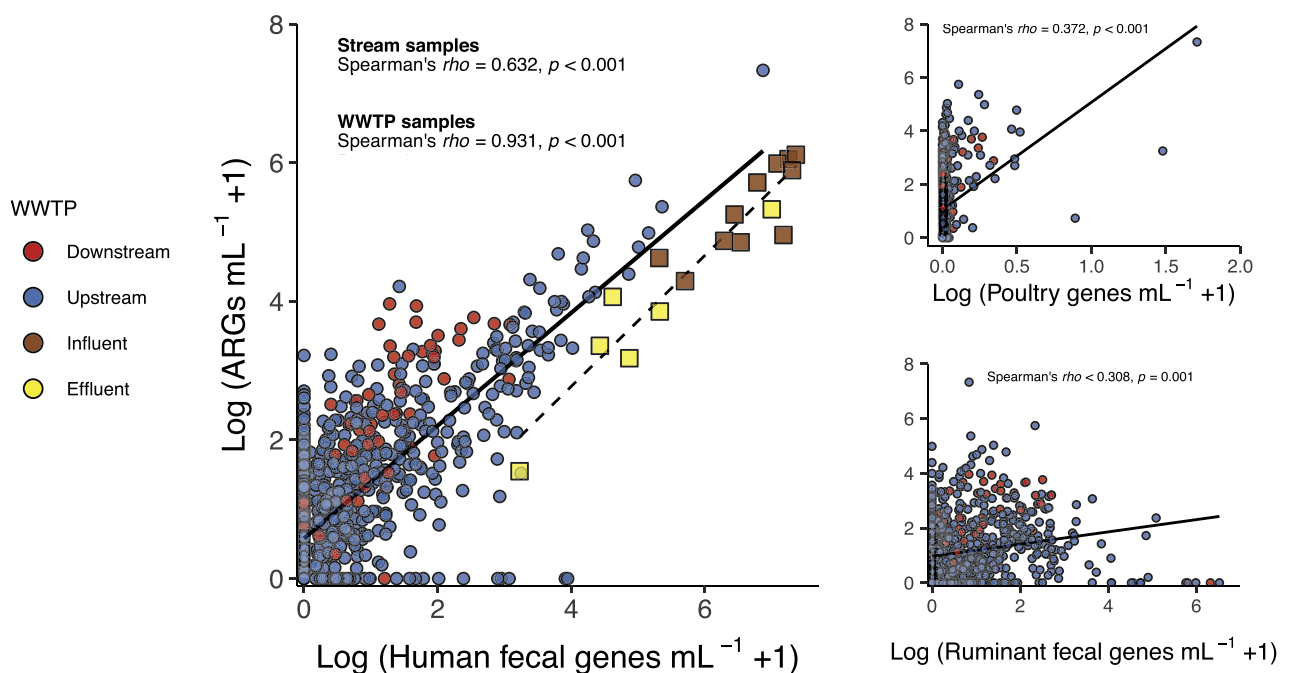 WWTP
Downstream
Upstream
Influent
Effluent
Log (ARGs mL⁻¹ +1)
8
6
4
2
0
Stream samples
Spearman's rho = 0.632, p < 0.001
WWTP samples
Spearman's rho = 0.931, p < 0.001
0 2 4 6
Log (Human fecal genes mL⁻¹ +1)
8
6
4
2
0
Spearman's rho = 0.372, p < 0.001
0.0 0.5 1.0 1.5 2.0
Log (Poultry genes mL⁻¹ +1)
8
6
4
2
0
Spearman's rho < 0.308, p = 0.001
0 2 4 6
Log (Ruminant fecal genes mL⁻¹ +1)